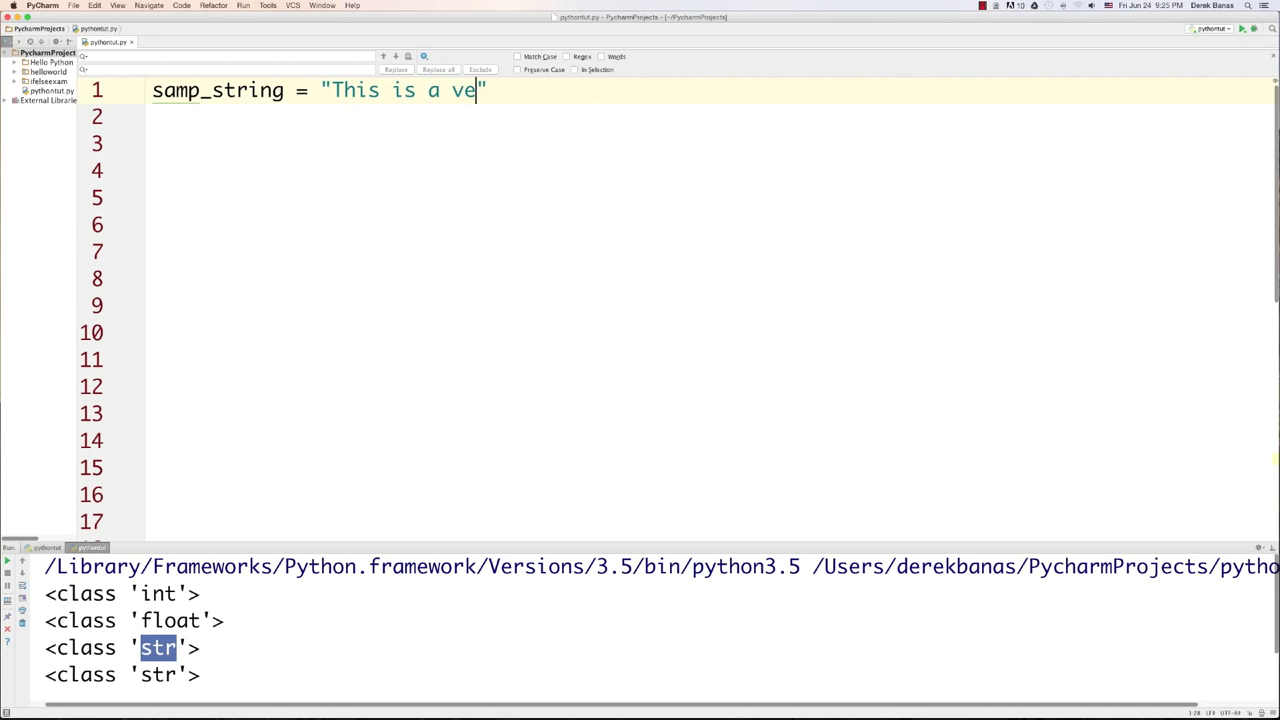 PyCharm File Edit View Navigate Code Refactor Run Tools VCS Window Help 10 Fri Jun 24 9:25 PM Derek Banas
pythontut.py - PycharmProjects - [~/PycharmProjects]
PycharmProjects pythontut.py pythontut
pythontut.py ×
PycharmProject
Hello Python
helloworld
ifelseexam
pythontut.py
External Librarie
Match Case Regex Words
Replace Replace all Exclude Preserve Case In Selection
1 samp_string = "This is a ve"
2
3
4
5
6
7
8
9
10
11
12
13
14
15
16
17
Run: pythontut pythontut
/Library/Frameworks/Python.framework/Versions/3.5/bin/python3.5 /Users/derekbanas/PycharmProjects/pytho
<class 'int'>
<class 'float'>
<class 'str'>
<class 'str'>
1:28 LF‡ UTF-8‡